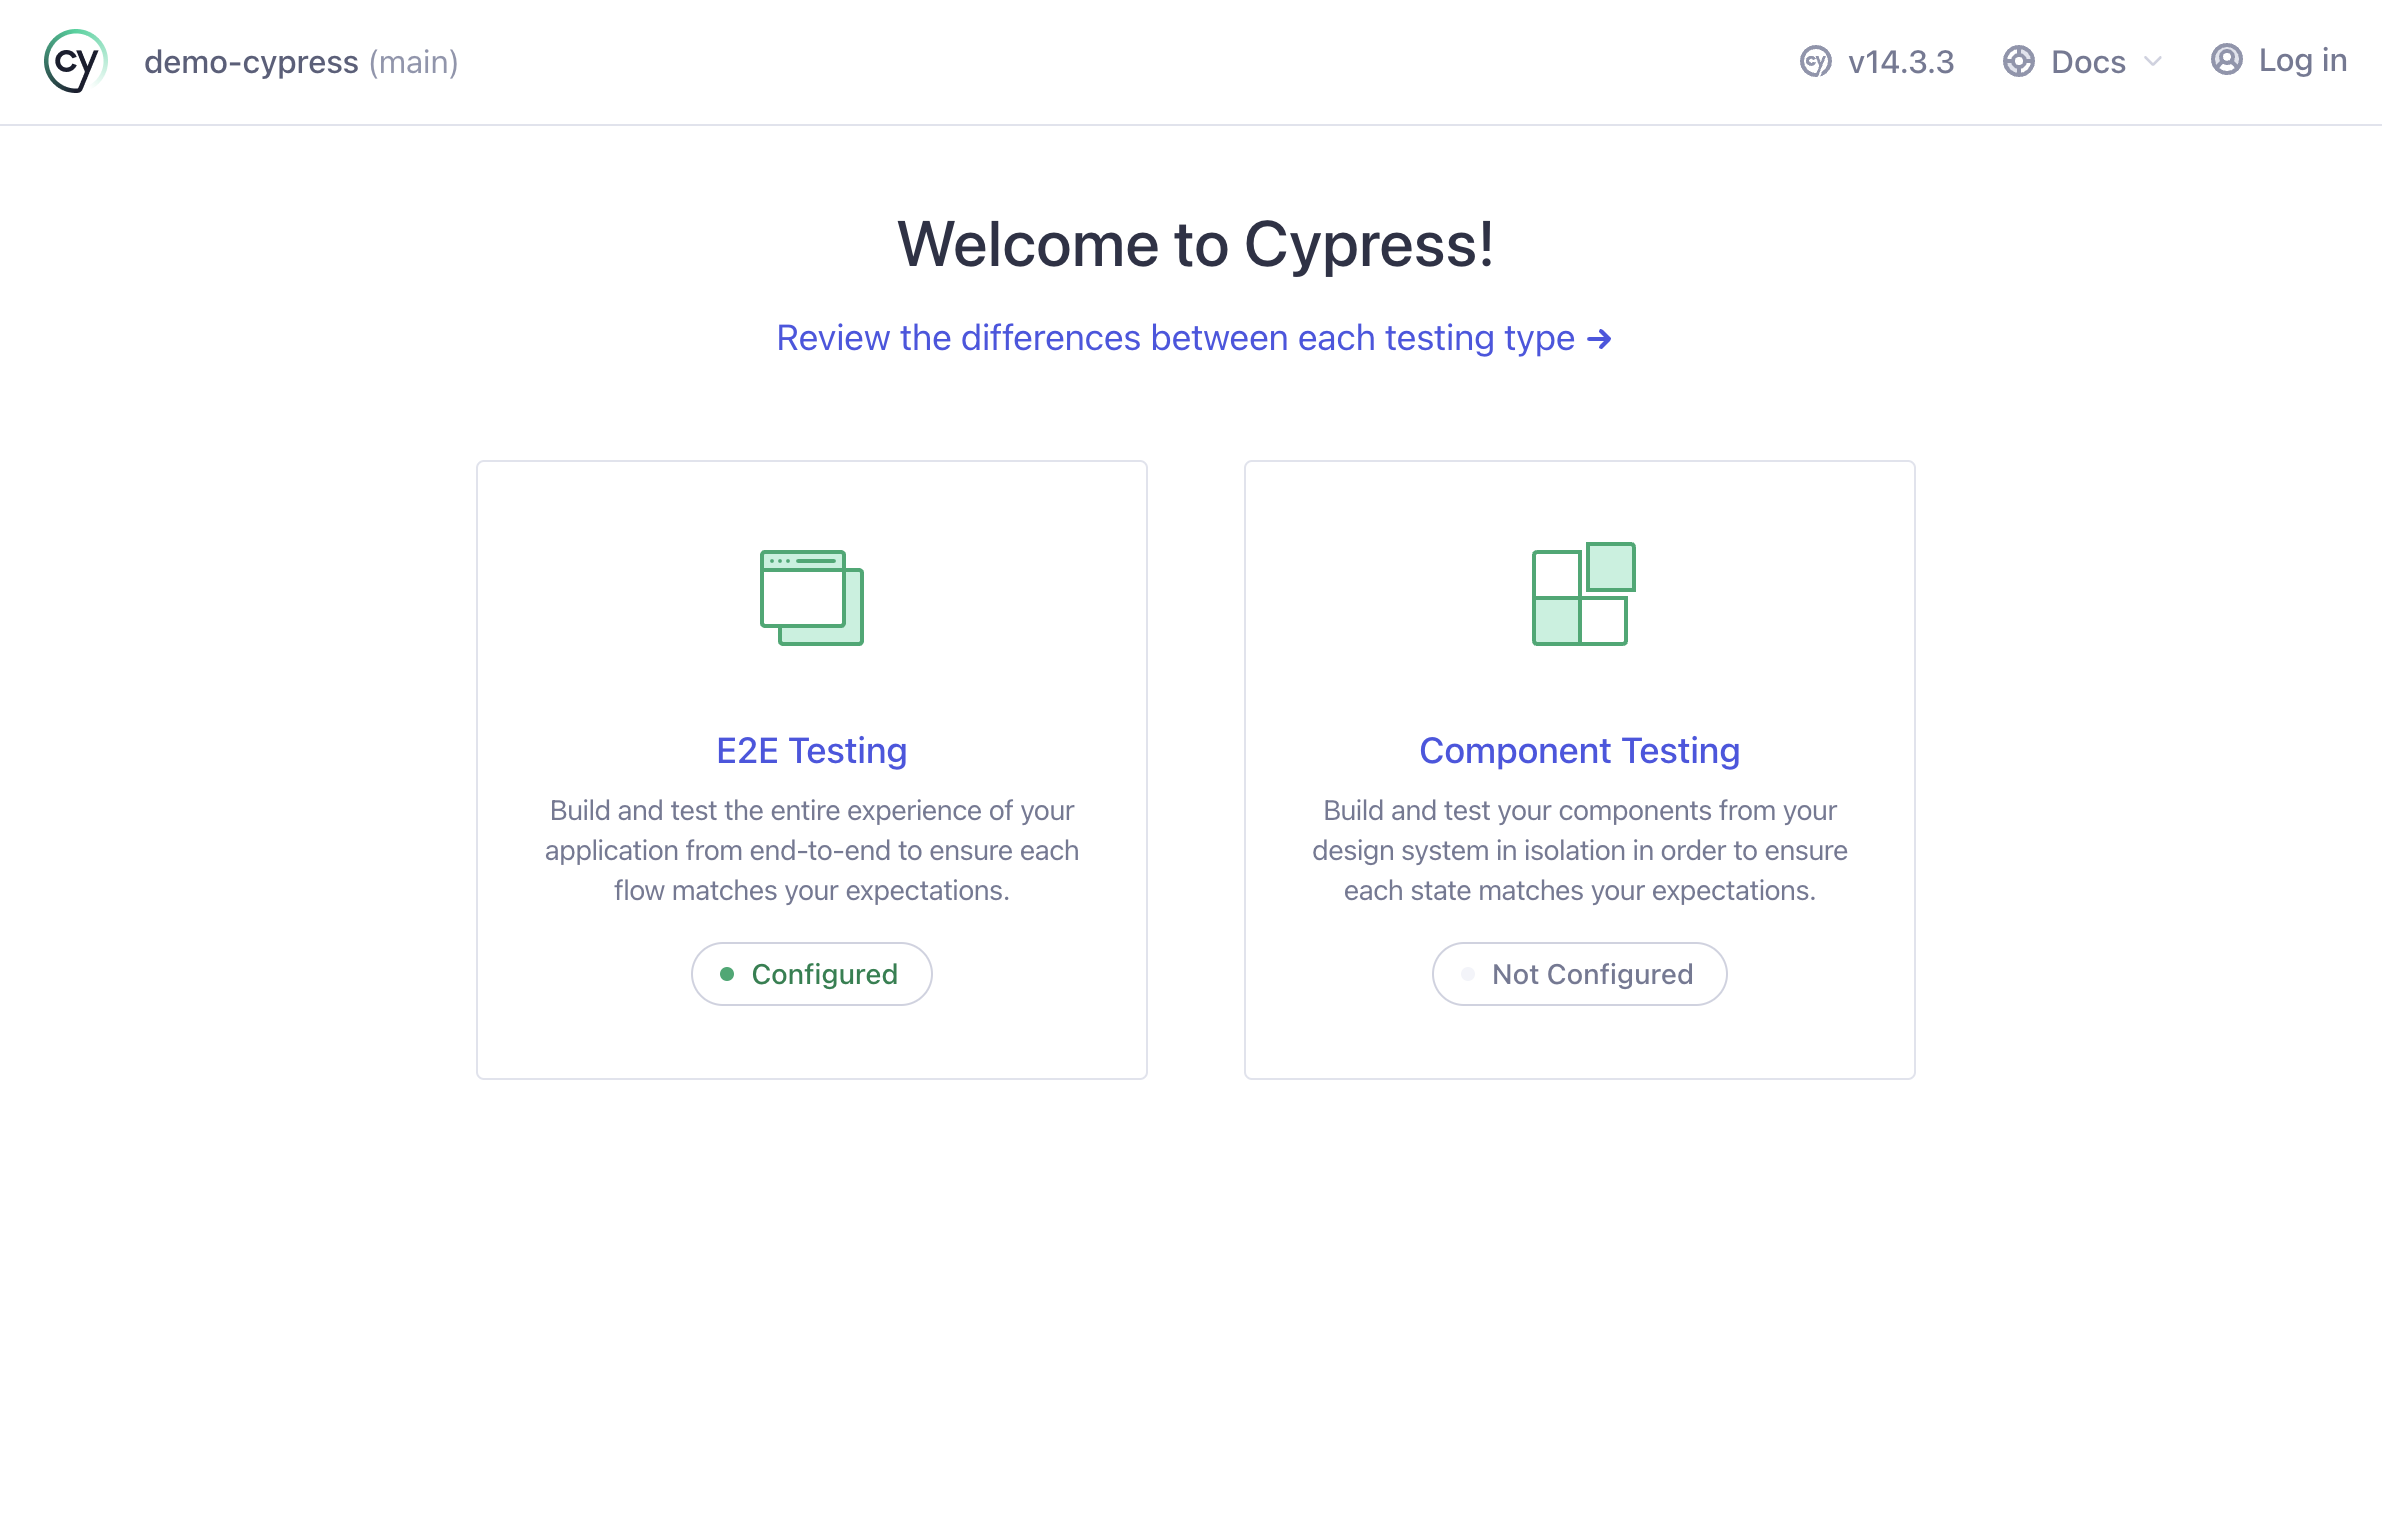 cy demo-cypress (main) cy v14.3.3 Docs Log in
Welcome to Cypress!
Review the differences between each testing type →
E2E Testing
Build and test the entire experience of your
application from end-to-end to ensure each
flow matches your expectations.
Configured
Component Testing
Build and test your components from your
design system in isolation in order to ensure
each state matches your expectations.
Not Configured